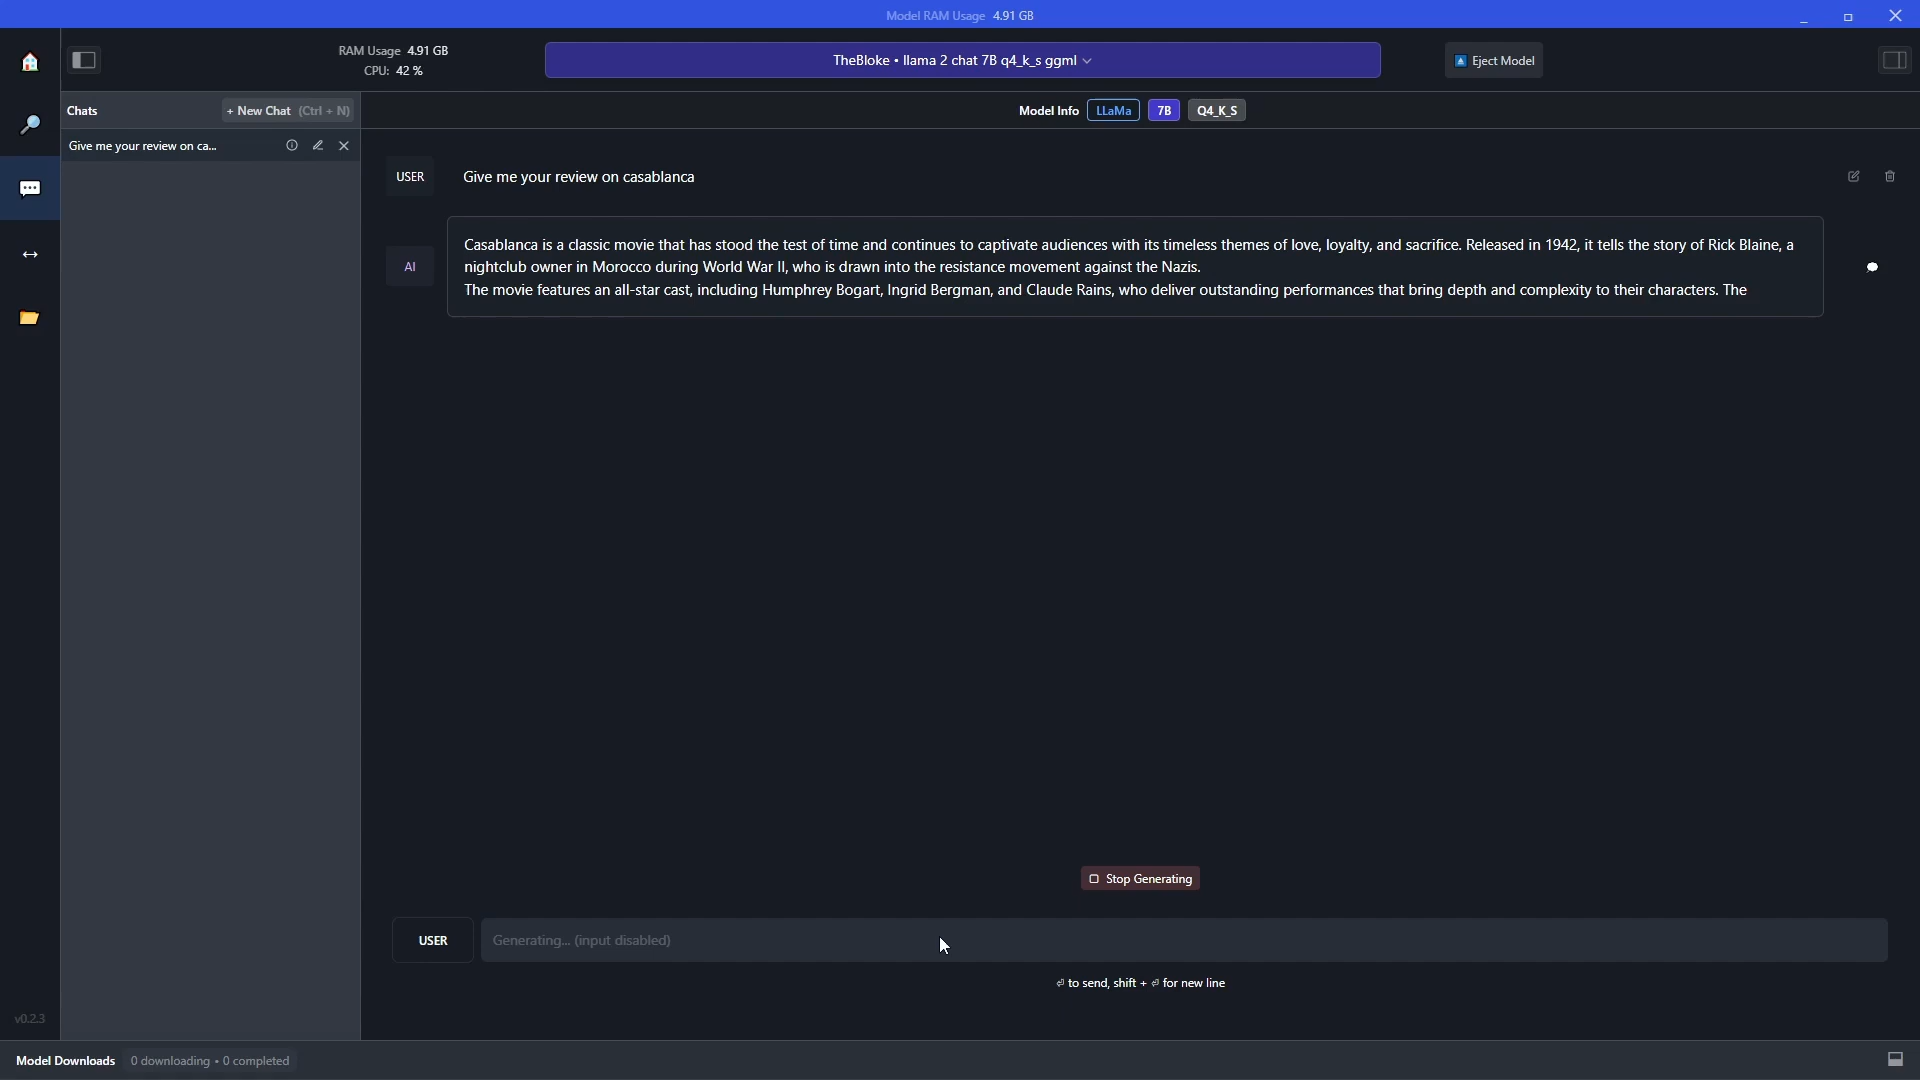 Model RAM Usage 4.91 GB
RAM Usage 4.91 GB
CPU: 42 %
TheBloke • llama 2 chat 7B q4_k_s ggml
Eject Model
Chats
+ New Chat (Ctrl + N)
Model Info LLaMa 7B Q4_K_S
Give me your review on ca...
USER
Give me your review on casablanca
AI
Casablanca is a classic movie that has stood the test of time and continues to captivate audiences with its timeless themes of love, loyalty, and sacrifice. Released in 1942, it tells the story of Rick Blaine, a
nightclub owner in Morocco during World War II, who is drawn into the resistance movement against the Nazis.
The movie features an all-star cast, including Humphrey Bogart, Ingrid Bergman, and Claude Rains, who deliver outstanding performances that bring depth and complexity to their characters. The
Stop Generating
USER
Generating... (input disabled)
⏎ to send, shift + ⏎ for new line
v0.2.3
Model Downloads 0 downloading • 0 completed